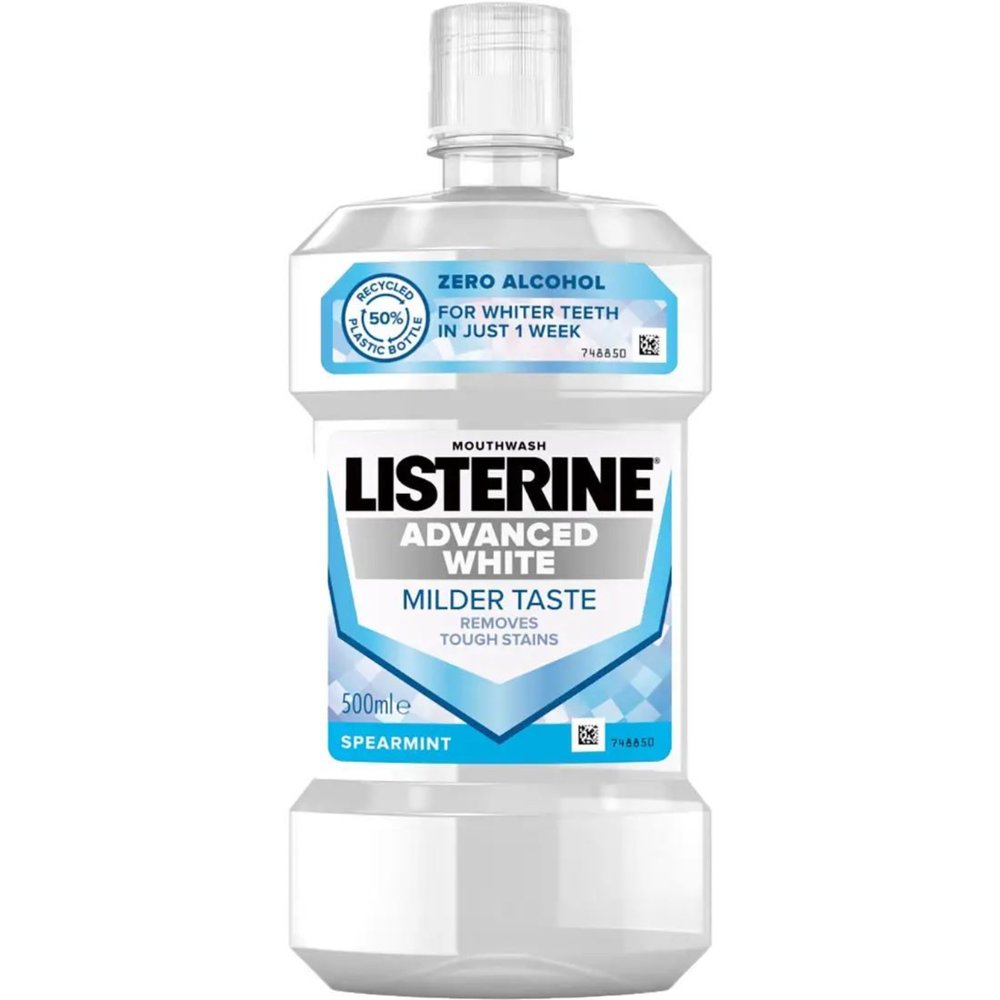 RECYCLED
50%
PLASTIC BOTTLE
ZERO ALCOHOL
FOR WHITER TEETH
IN JUST 1 WEEK
748850
MOUTHWASH
LISTERINE®
ADVANCED
WHITE
MILDER TASTE
REMOVES
TOUGH STAINS
500ml℮
SPEARMINT
748850